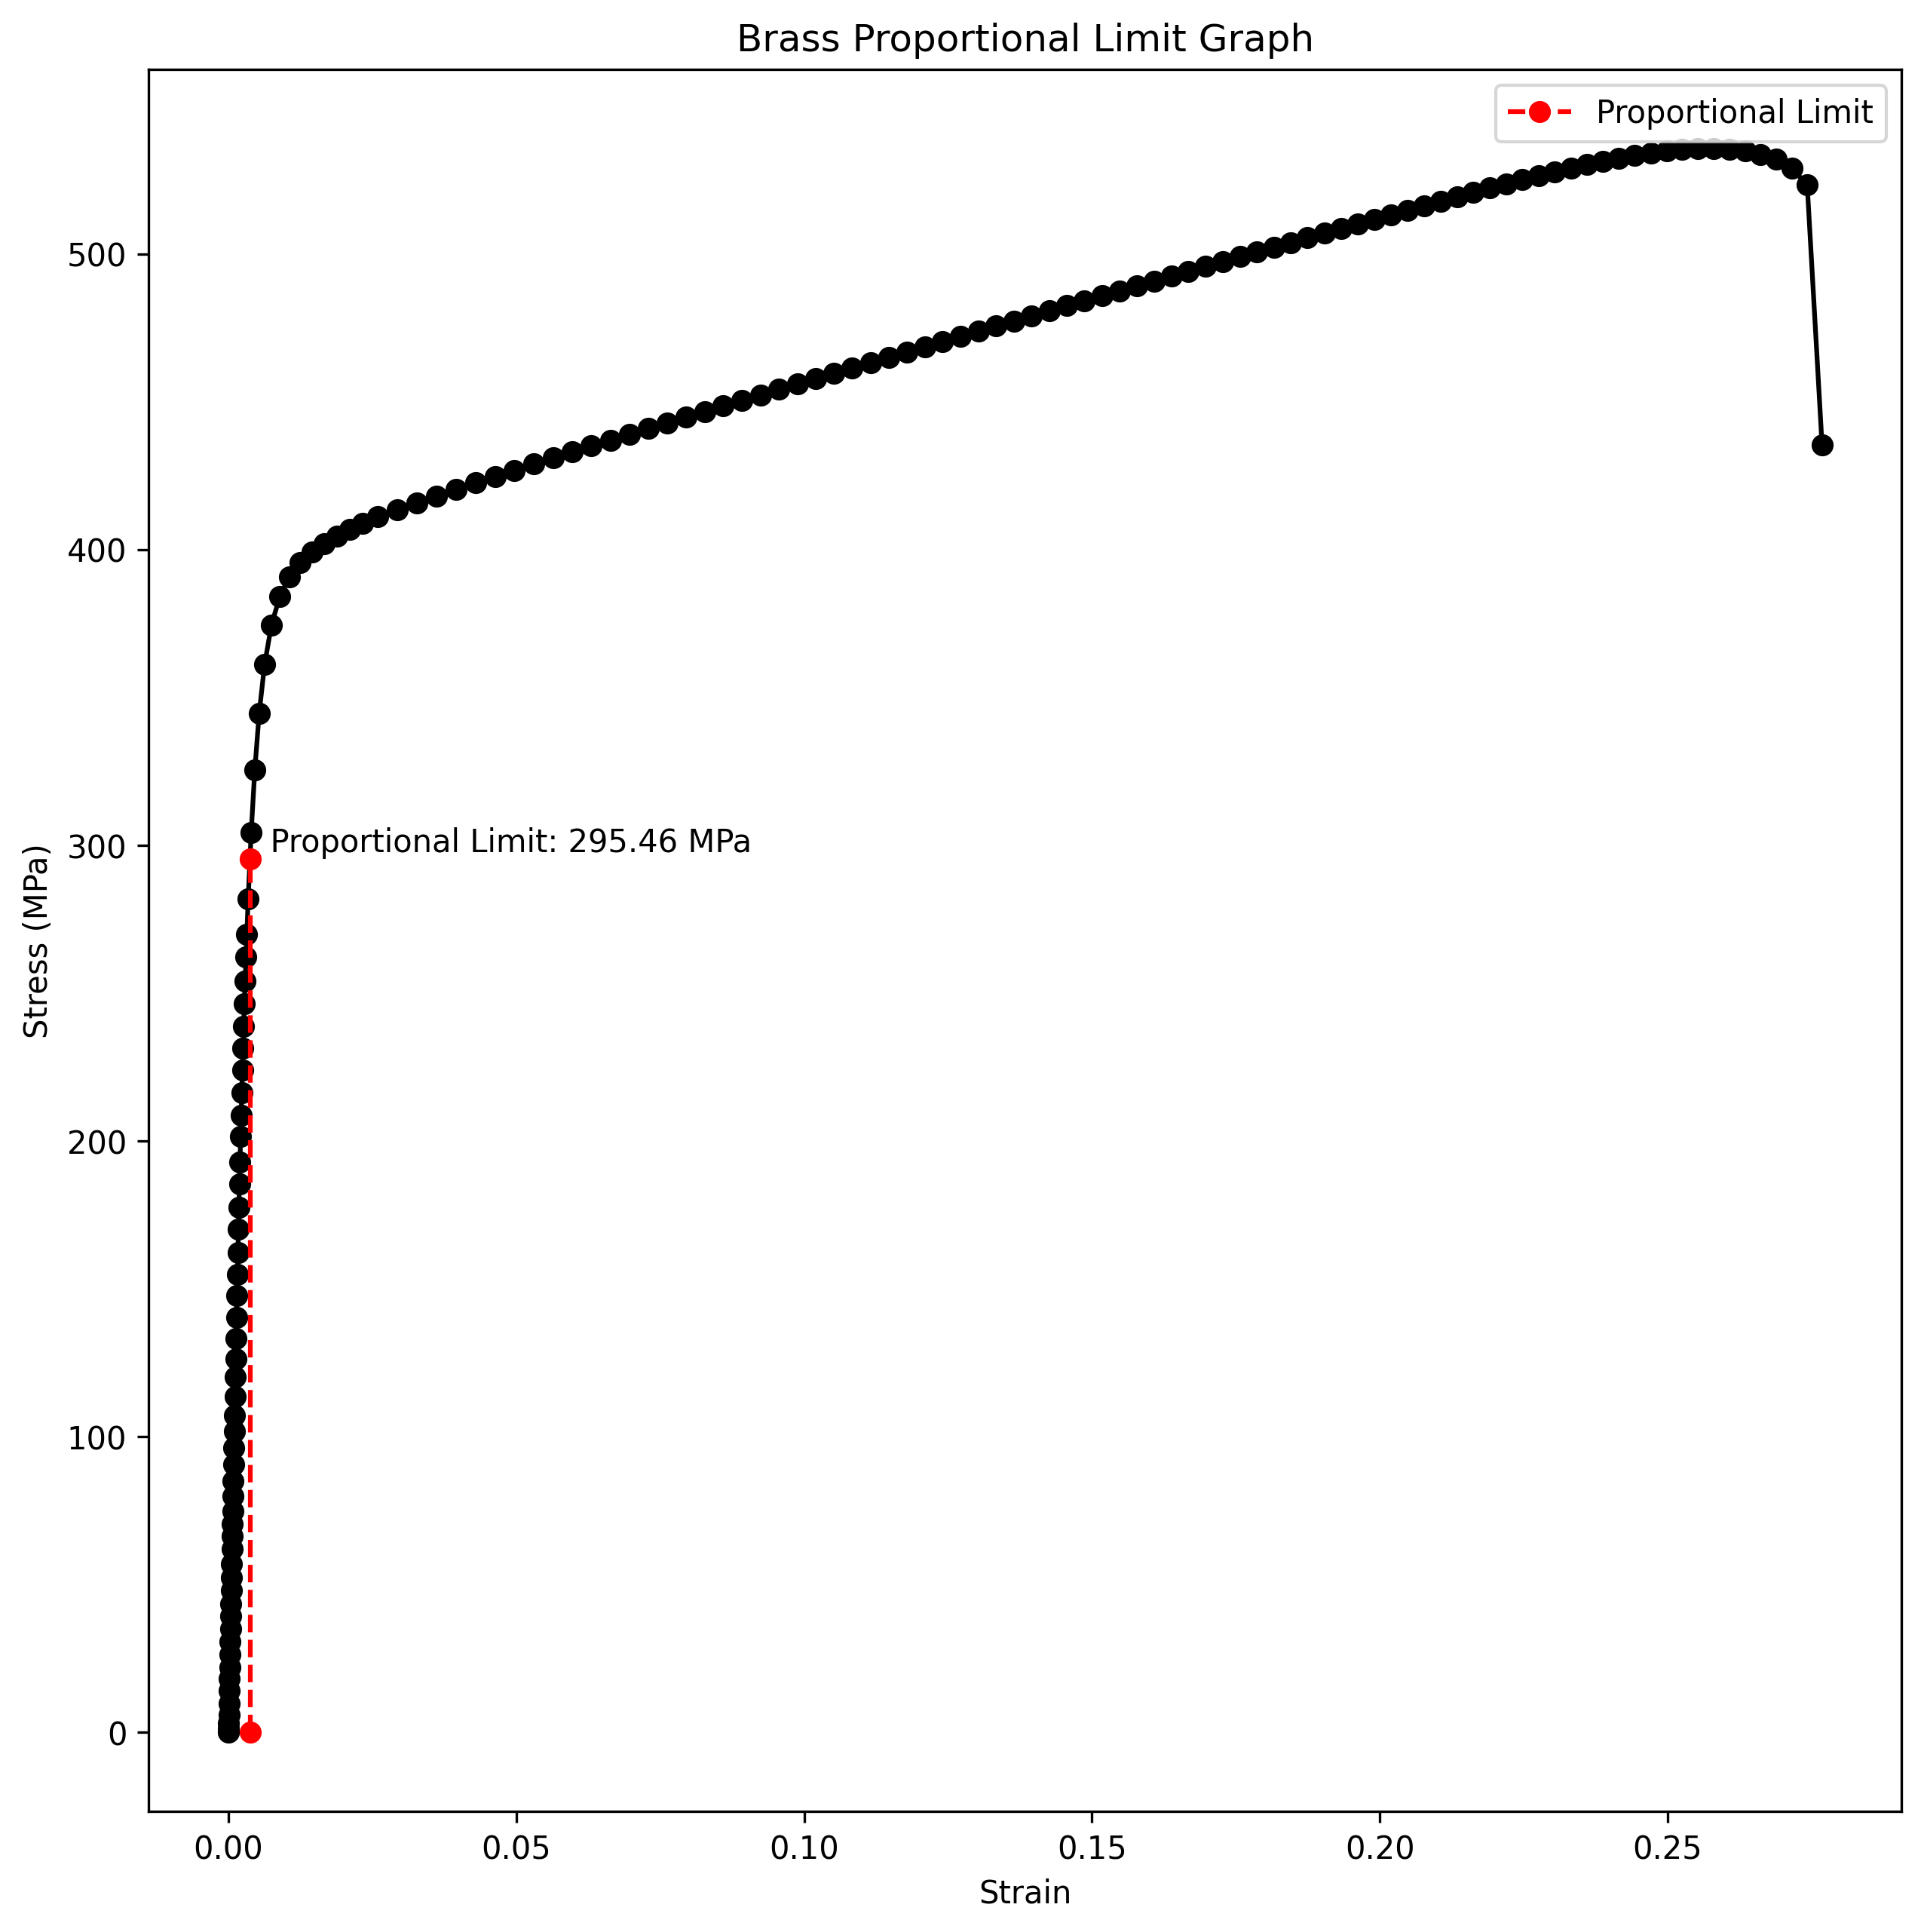 Brass Proportional Limit Graph
Proportional Limit
500
400
Proportional Limit: 295.46 MPa
300
Stress (MPa)
200
100
0
0.00 0.05 0.10 0.15 0.20 0.25
Strain